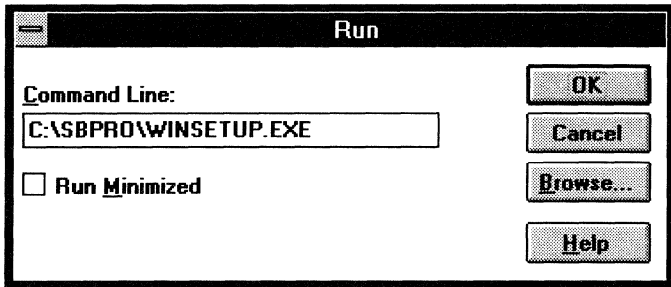 Run
Command Line:
C:\SBPRO\WINSETUP.EXE
Run Minimized
OK
Cancel
Browse...
Help